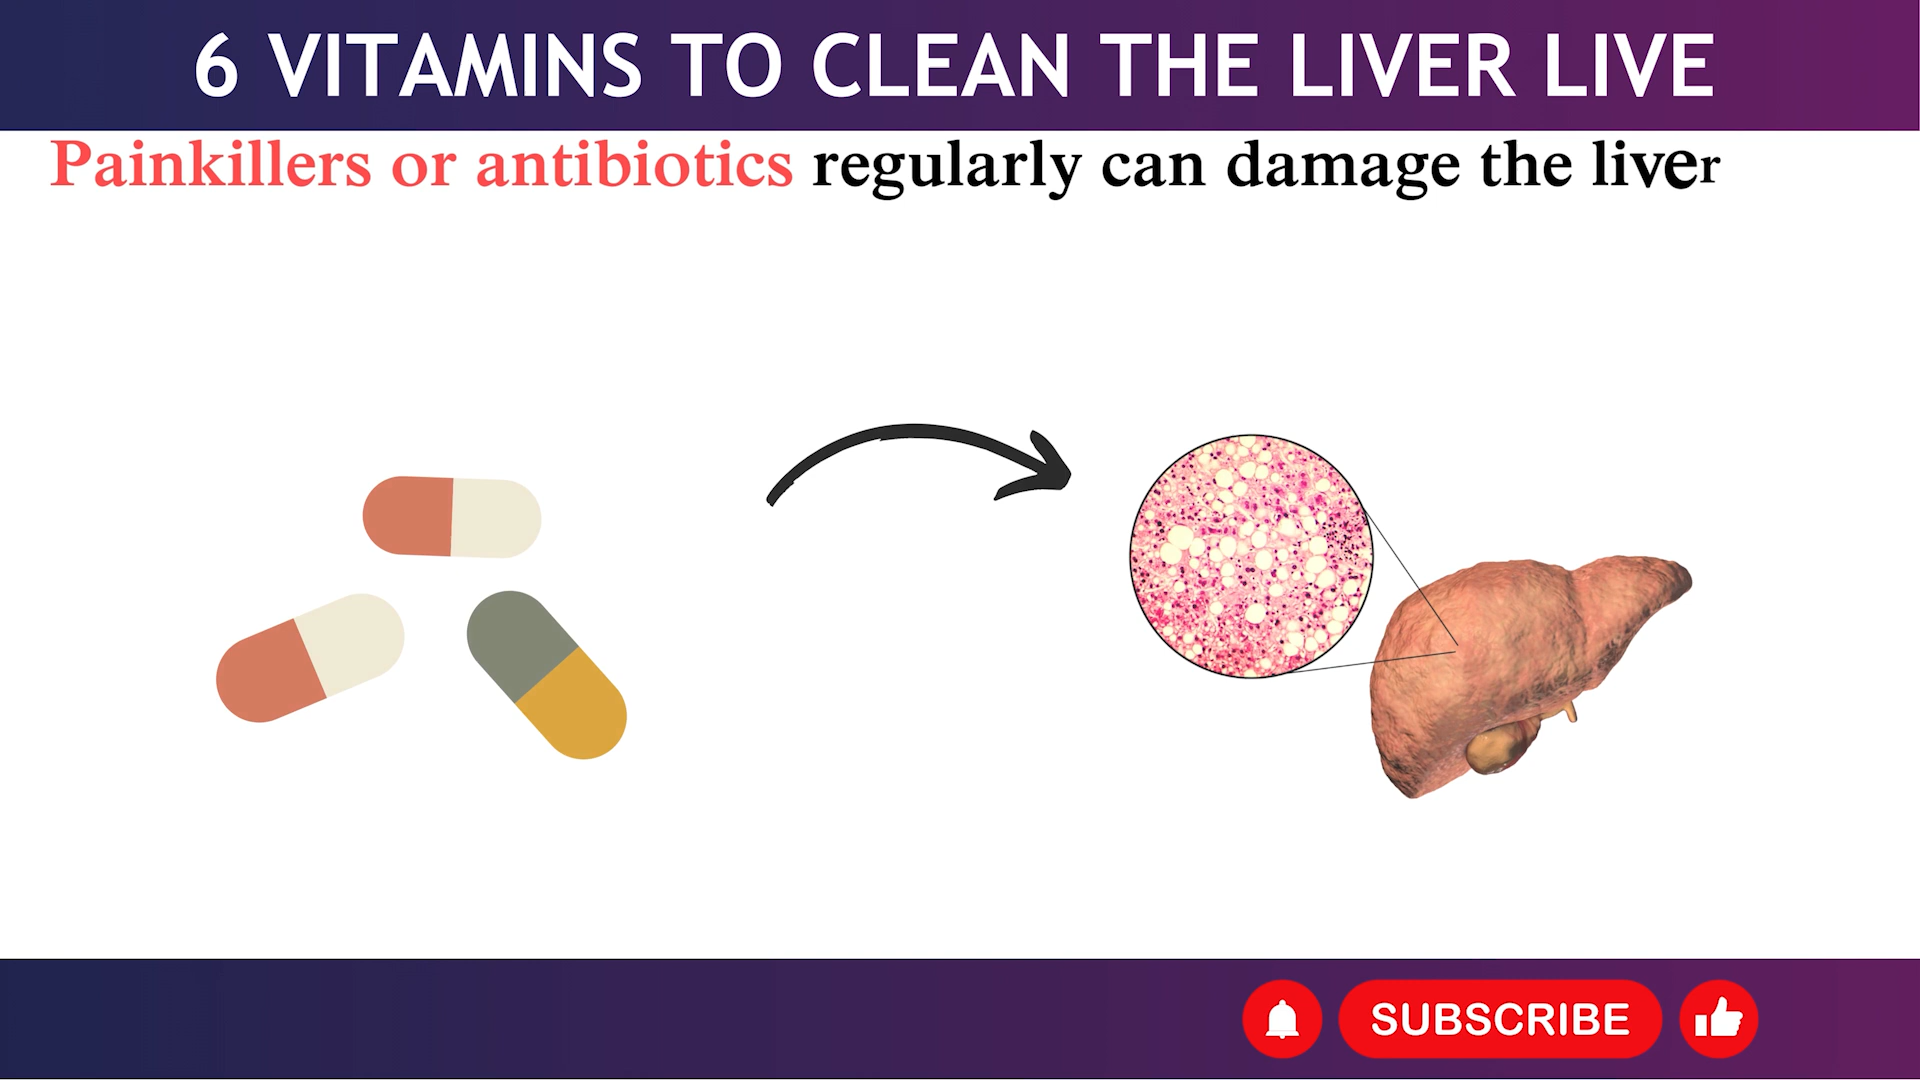 6 VITAMINS TO CLEAN THE LIVER LIVE
Painkillers or antibiotics regularly can damage the liver
SUBSCRIBE